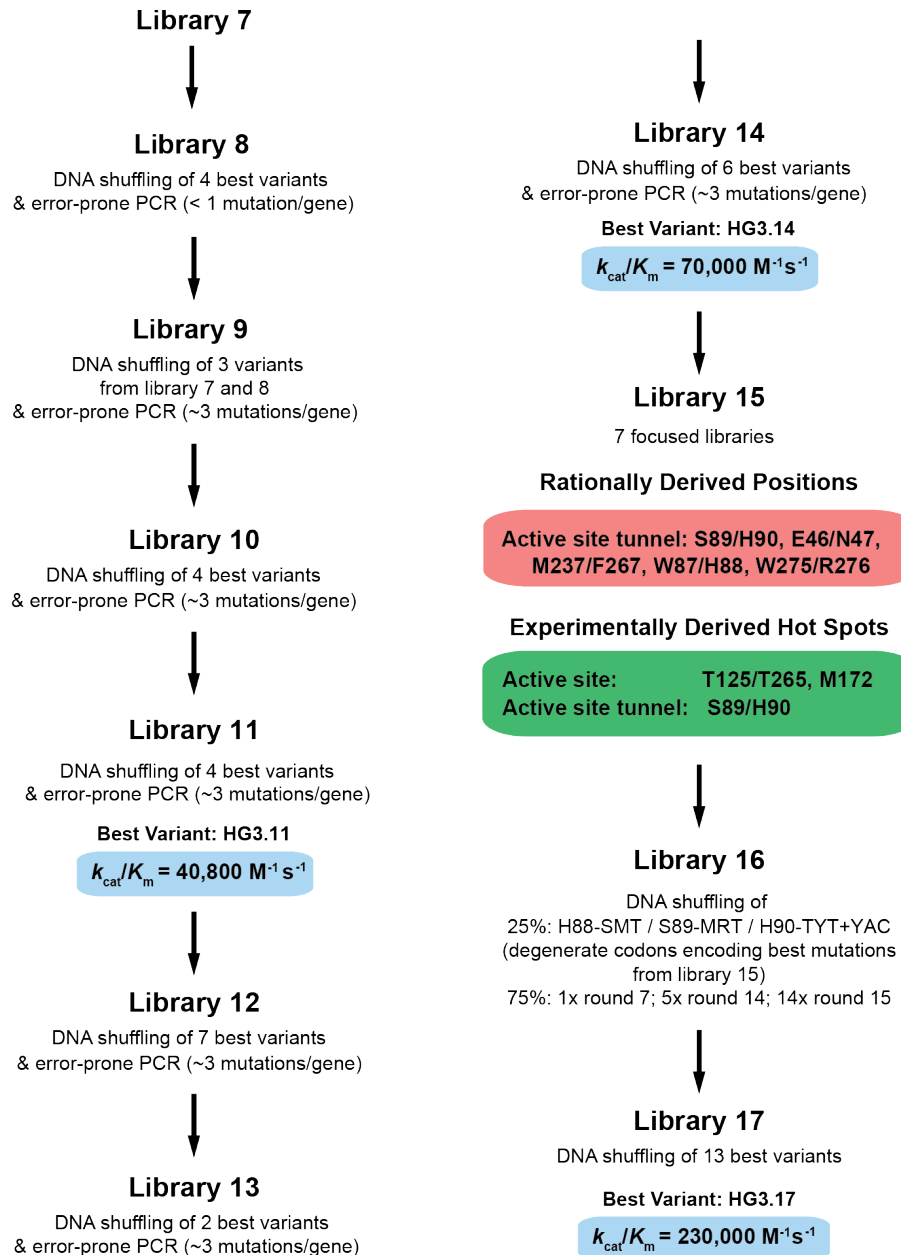 Library 7
Library 8
DNA shuffling of 4 best variants
& error-prone PCR (< 1 mutation/gene)
Library 9
DNA shuffling of 3 variants
from library 7 and 8
& error-prone PCR (~3 mutations/gene)
Library 10
DNA shuffling of 4 best variants
& error-prone PCR (~3 mutations/gene)
Library 11
DNA shuffling of 4 best variants
& error-prone PCR (~3 mutations/gene)
Best Variant: HG3.11
kcat/Km = 40,800 M⁻¹ s⁻¹
Library 12
DNA shuffling of 7 best variants
& error-prone PCR (~3 mutations/gene)
Library 13
DNA shuffling of 2 best variants
& error-prone PCR (~3 mutations/gene)
Library 14
DNA shuffling of 6 best variants
& error-prone PCR (~3 mutations/gene)
Best Variant: HG3.14
kcat/Km = 70,000 M⁻¹s⁻¹
Library 15
7 focused libraries
Rationally Derived Positions
Active site tunnel: S89/H90, E46/N47,
M237/F267, W87/H88, W275/R276
Experimentally Derived Hot Spots
Active site: T125/T265, M172
Active site tunnel: S89/H90
Library 16
DNA shuffling of
25%: H88-SMT / S89-MRT / H90-TYT+YAC
(degenerate codons encoding best mutations
from library 15)
75%: 1x round 7; 5x round 14; 14x round 15
Library 17
DNA shuffling of 13 best variants
Best Variant: HG3.17
kcat/Km = 230,000 M⁻¹s⁻¹